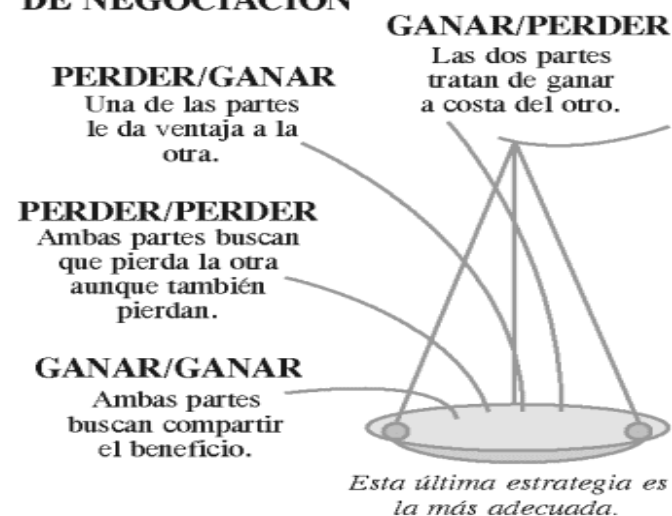 DE NEGOCIACIÓN
GANAR/PERDER
Las dos partes
tratan de ganar
a costa del otro.
PERDER/GANAR
Una de las partes
le da ventaja a la
otra.
PERDER/PERDER
Ambas partes buscan
que pierda la otra
aunque también
pierdan.
GANAR/GANAR
Ambas partes
buscan compartir
el beneficio.
Esta última estrategia es
la más adecuada.